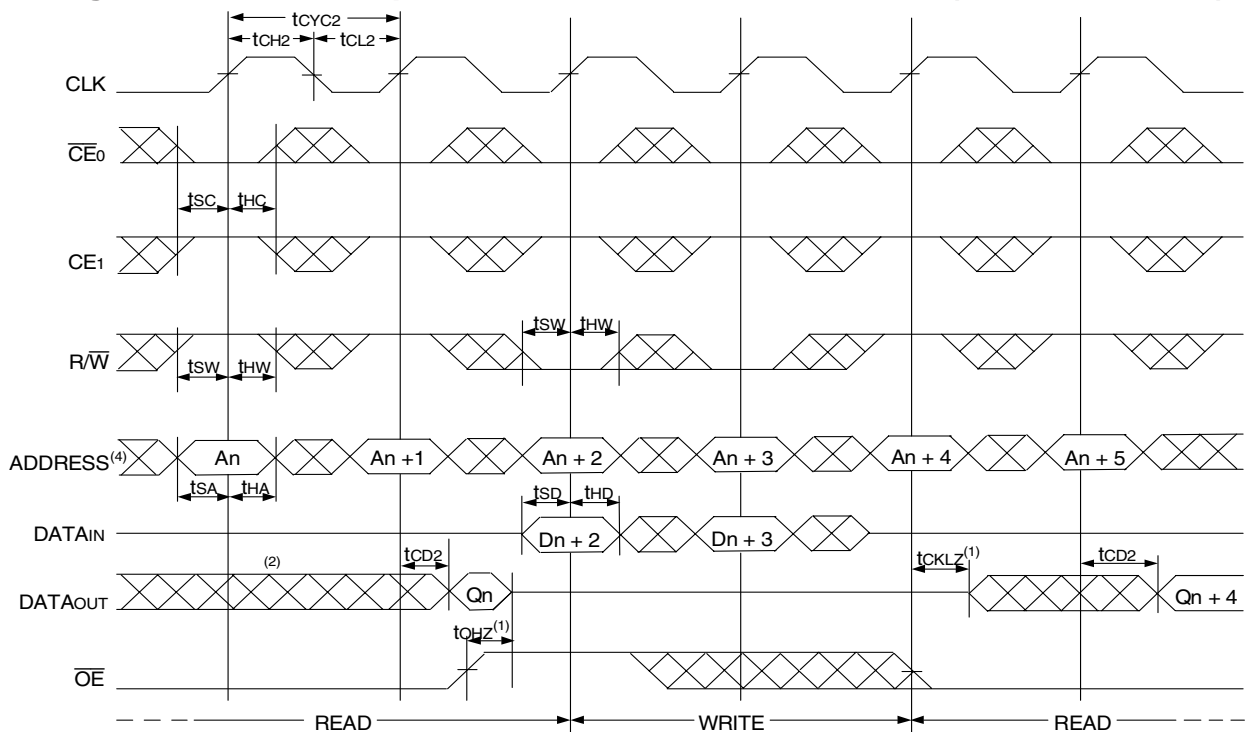 tCYC2
tCH2 tCL2
CLK
CE0
tSC tHC
CE1
tSW tHW
R/W
tSW tHW
ADDRESS(4) An An +1 An + 2 An + 3 An + 4 An + 5
tSA tHA
tSD tHD
DATAIN Dn + 2 Dn + 3
(2) tCD2 tCKLZ(1) tCD2
DATAOUT Qn Qn + 4
tOHZ(1)
OE
READ WRITE READ